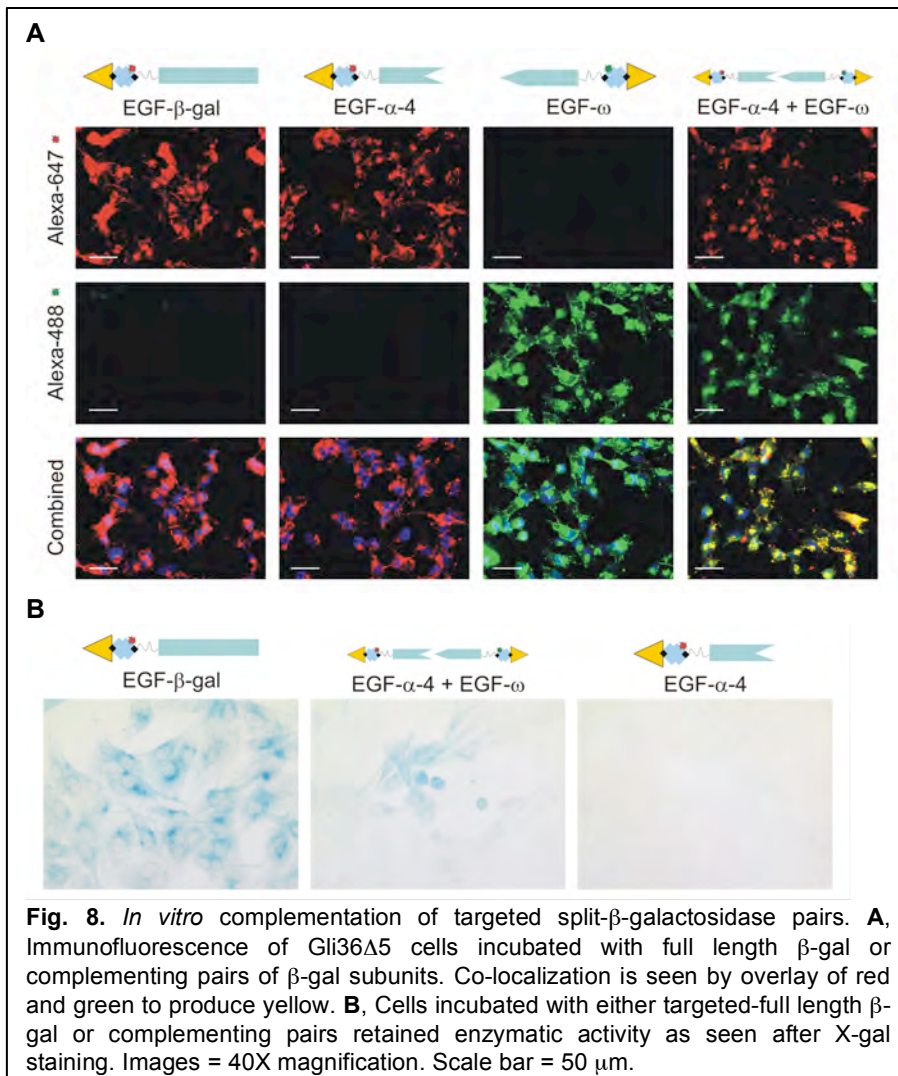 A
EGF-β-gal EGF-α-4 EGF-ω EGF-α-4 + EGF-ω
Alexa-647
Alexa-488
Combined
B
EGF-β-gal EGF-α-4 + EGF-ω EGF-α-4
Fig. 8. In vitro complementation of targeted split-β-galactosidase pairs. A,
Immunofluorescence of Gli36Δ5 cells incubated with full length β-gal or
complementing pairs of β-gal subunits. Co-localization is seen by overlay of red
and green to produce yellow. B, Cells incubated with either targeted-full length β-
gal or complementing pairs retained enzymatic activity as seen after X-gal
staining. Images = 40X magnification. Scale bar = 50 μm.